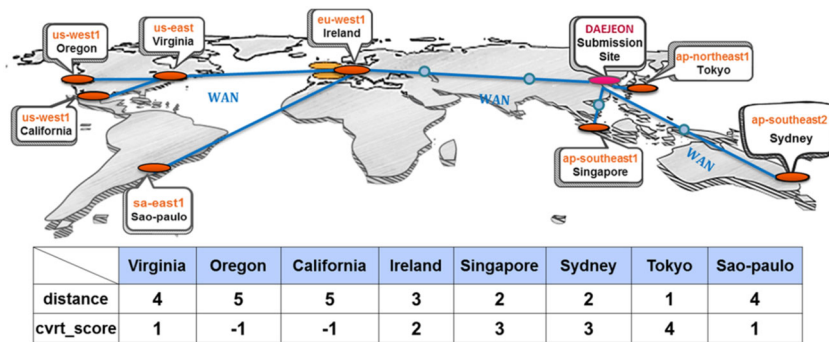 us-west1
Oregon
us-east
Virginia
eu-west1
Ireland
DAEJEON
Submission
Site
ap-northeast1
Tokyo
us-west1
California
WAN
WAN
ap-southeast2
Sydney
ap-southeast1
Singapore
WAN
sa-east1
Sao-paulo
Virginia Oregon California Ireland Singapore Sydney Tokyo Sao-paulo
distance 4 5 5 3 2 2 1 4
cvrt_score 1 -1 -1 2 3 3 4 1